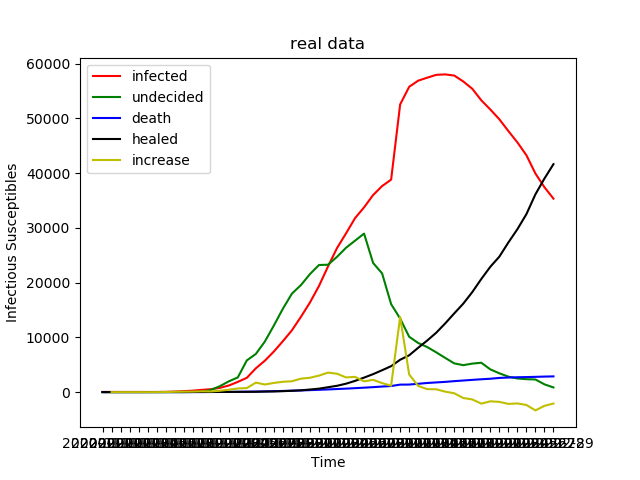 real data
infected
undecided
death
healed
increase
60000
50000
40000
30000
20000
10000
0
Infectious Susceptibles
Time